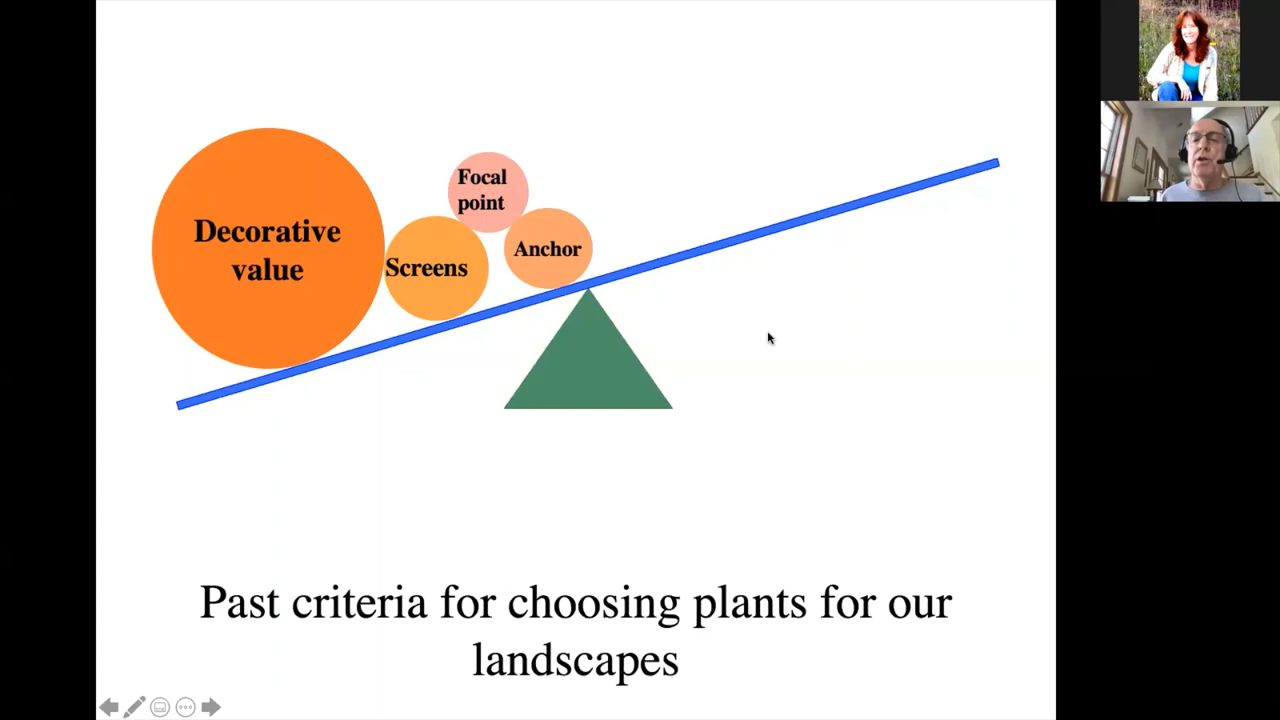 Focal
point
Decorative
value
Screens
Anchor
Past criteria for choosing plants for our
landscapes